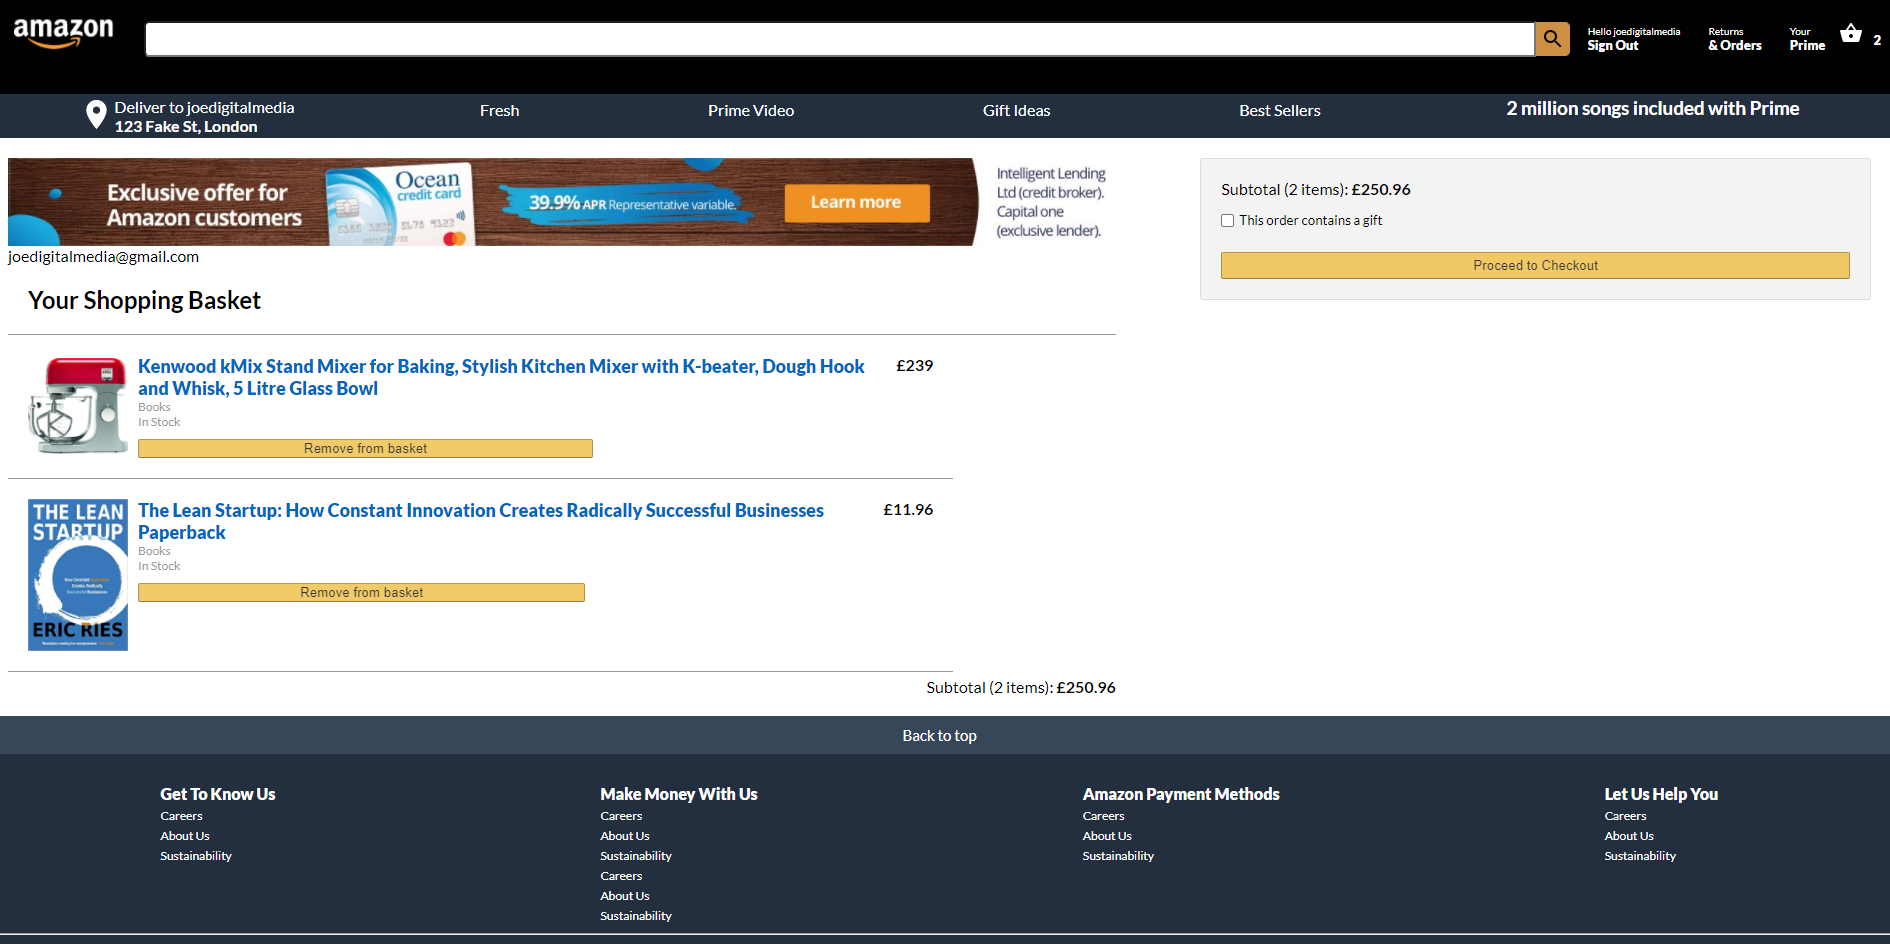 amazon
Hello joedigitalmedia
Sign Out
Returns
& Orders
Your
Prime
2
Deliver to joedigitalmedia
123 Fake St, London
Fresh
Prime Video
Gift Ideas
Best Sellers
2 million songs included with Prime
Exclusive offer for
Amazon customers
Ocean
credit card
39.9% APR Representative variable.
Learn more
Intelligent Lending
Ltd (credit broker).
Capital one
(exclusive lender).
joedigitalmedia@gmail.com
Your Shopping Basket
Kenwood kMix Stand Mixer for Baking, Stylish Kitchen Mixer with K-beater, Dough Hook
and Whisk, 5 Litre Glass Bowl
£239
Books
In Stock
Remove from basket
THE LEAN
STARTUP
How Constant Innovation
Creates Radically
Successful Businesses
ERIC RIES
The Lean Startup: How Constant Innovation Creates Radically Successful Businesses
Paperback
£11.96
Books
In Stock
Remove from basket
Subtotal (2 items): £250.96
Subtotal (2 items): £250.96
This order contains a gift
Proceed to Checkout
Back to top
Get To Know Us
Careers
About Us
Sustainability
Make Money With Us
Careers
About Us
Sustainability
Careers
About Us
Sustainability
Amazon Payment Methods
Careers
About Us
Sustainability
Let Us Help You
Careers
About Us
Sustainability